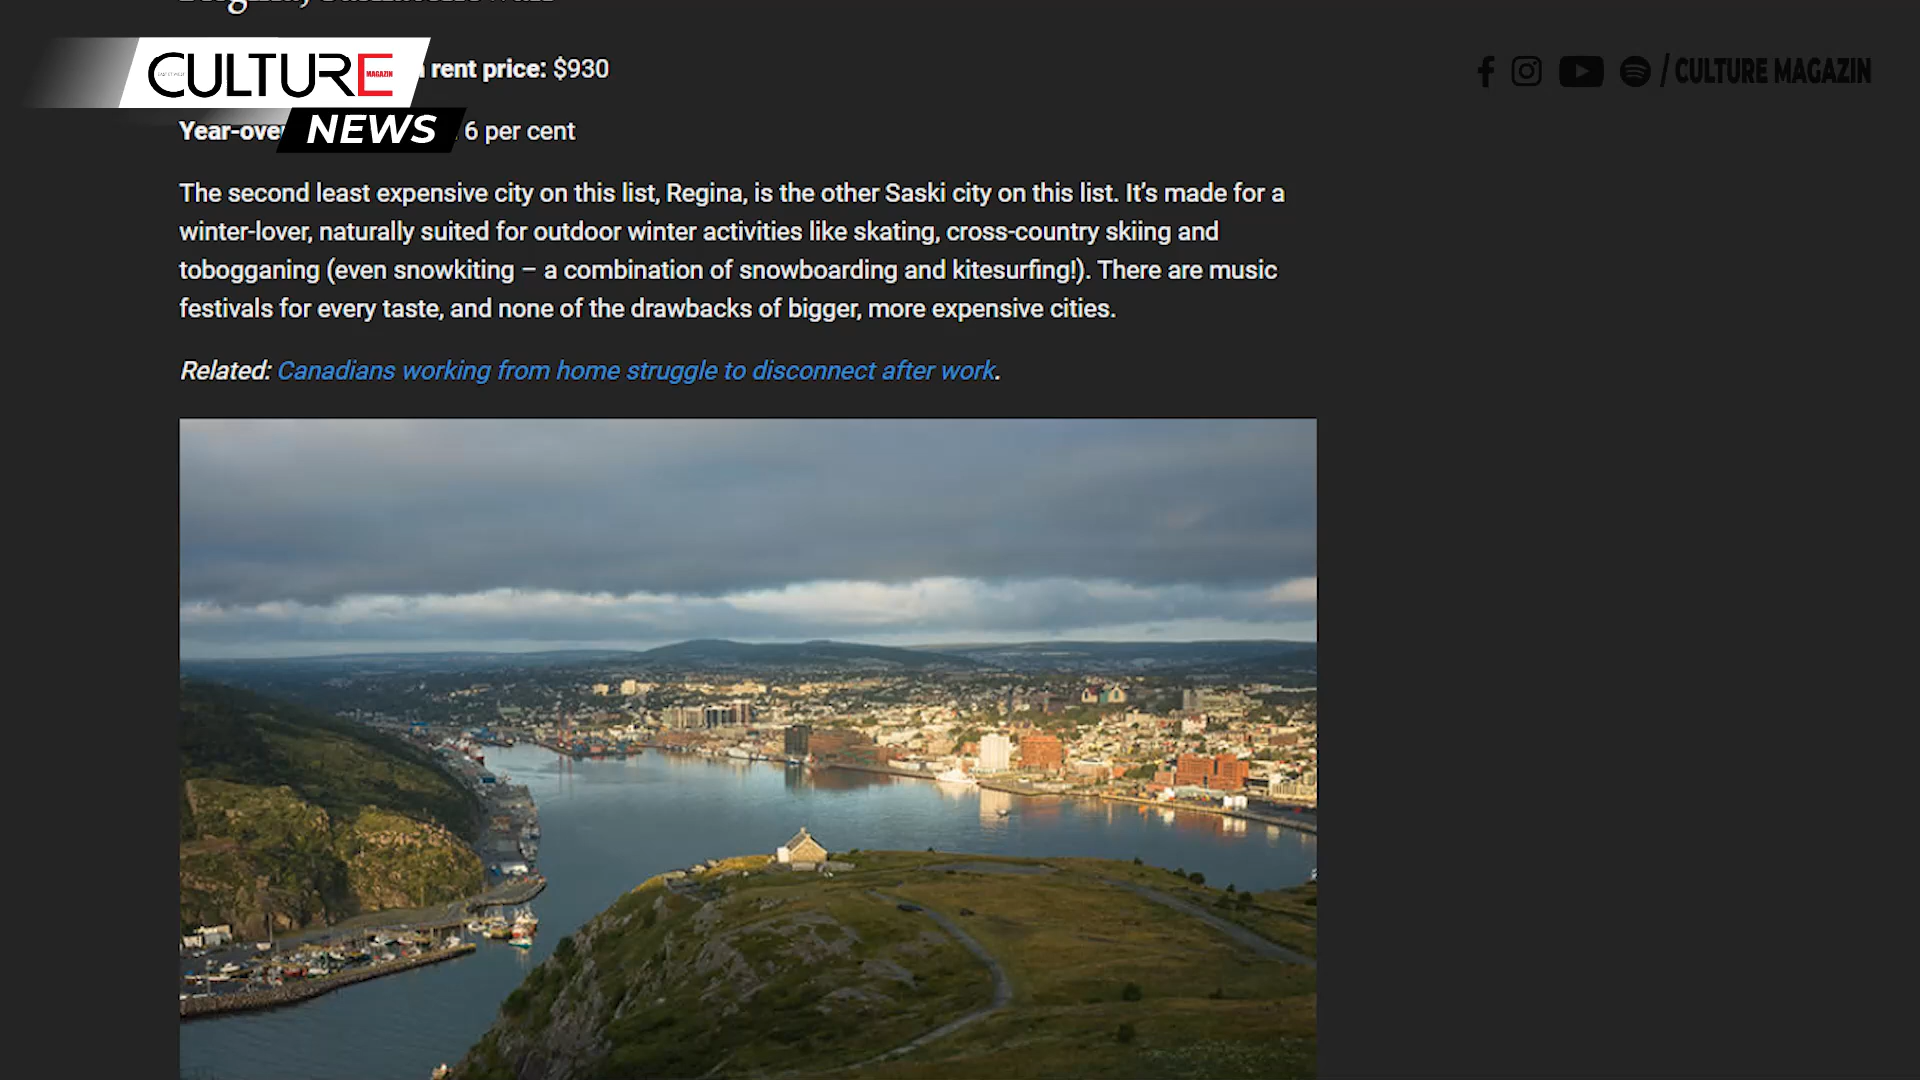 CULTURE
MAGAZIN
rent price: $930
/ CULTURE MAGAZIN
NEWS
6 per cent
The second least expensive city on this list, Regina, is the other Saski city on this list. It’s made for a
winter-lover, naturally suited for outdoor winter activities like skating, cross-country skiing and
tobogganing (even snowkiting – a combination of snowboarding and kitesurfing!). There are music
festivals for every taste, and none of the drawbacks of bigger, more expensive cities.
Related: Canadians working from home struggle to disconnect after work.